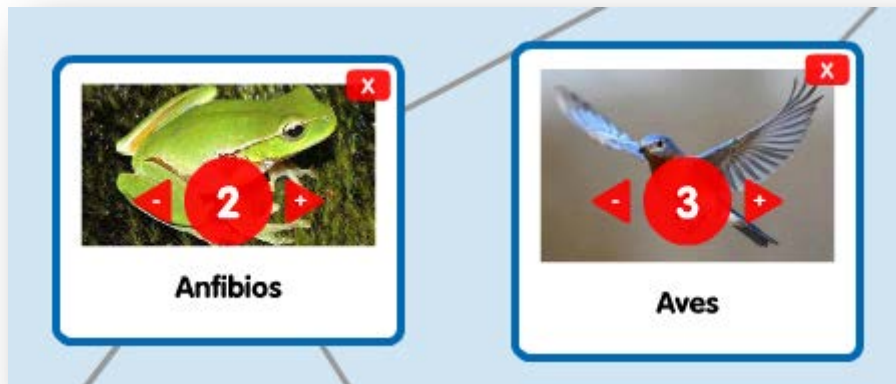 X
- 2 +
Anfibios
X
- 3 +
Aves